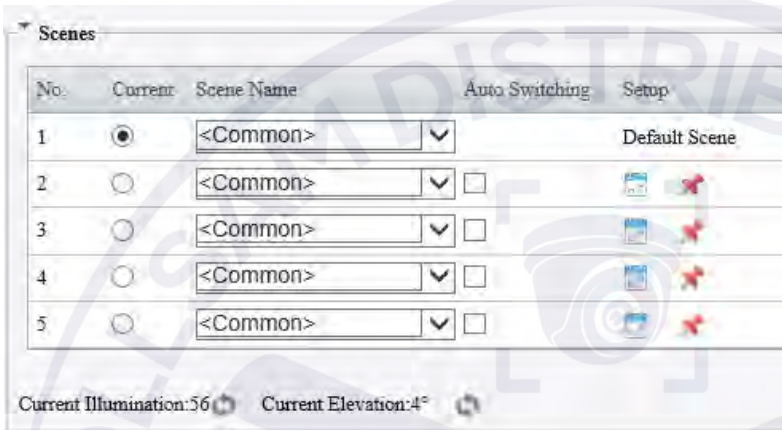 Scenes
No. Current Scene Name Auto Switching Setup
1 <Common> Default Scene
2 <Common>
3 <Common>
4 <Common>
5 <Common>
Current Illumination:56 Current Elevation:4°